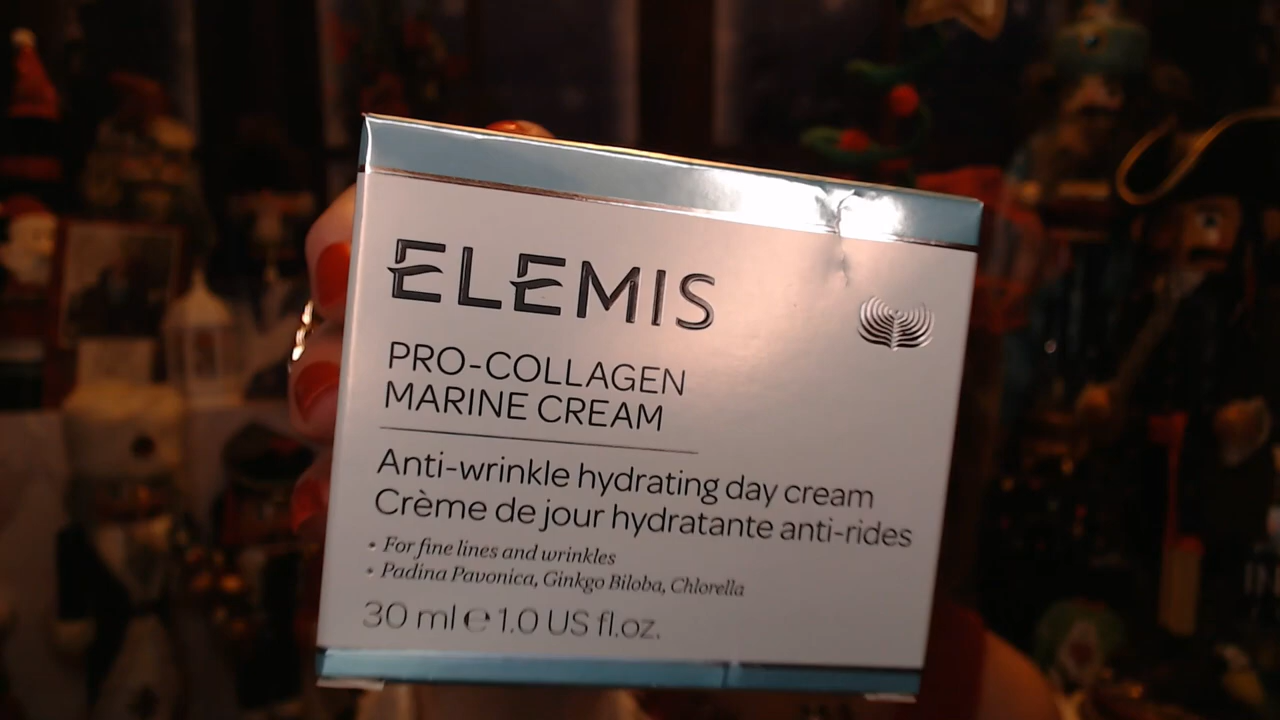 ELEMIS
PRO-COLLAGEN
MARINE CREAM
Anti-wrinkle hydrating day cream
Crème de jour hydratante anti-rides
• For fine lines and wrinkles
• Padina Pavonica, Ginkgo Biloba, Chlorella
30 ml ℮ 1.0 US fl.oz.